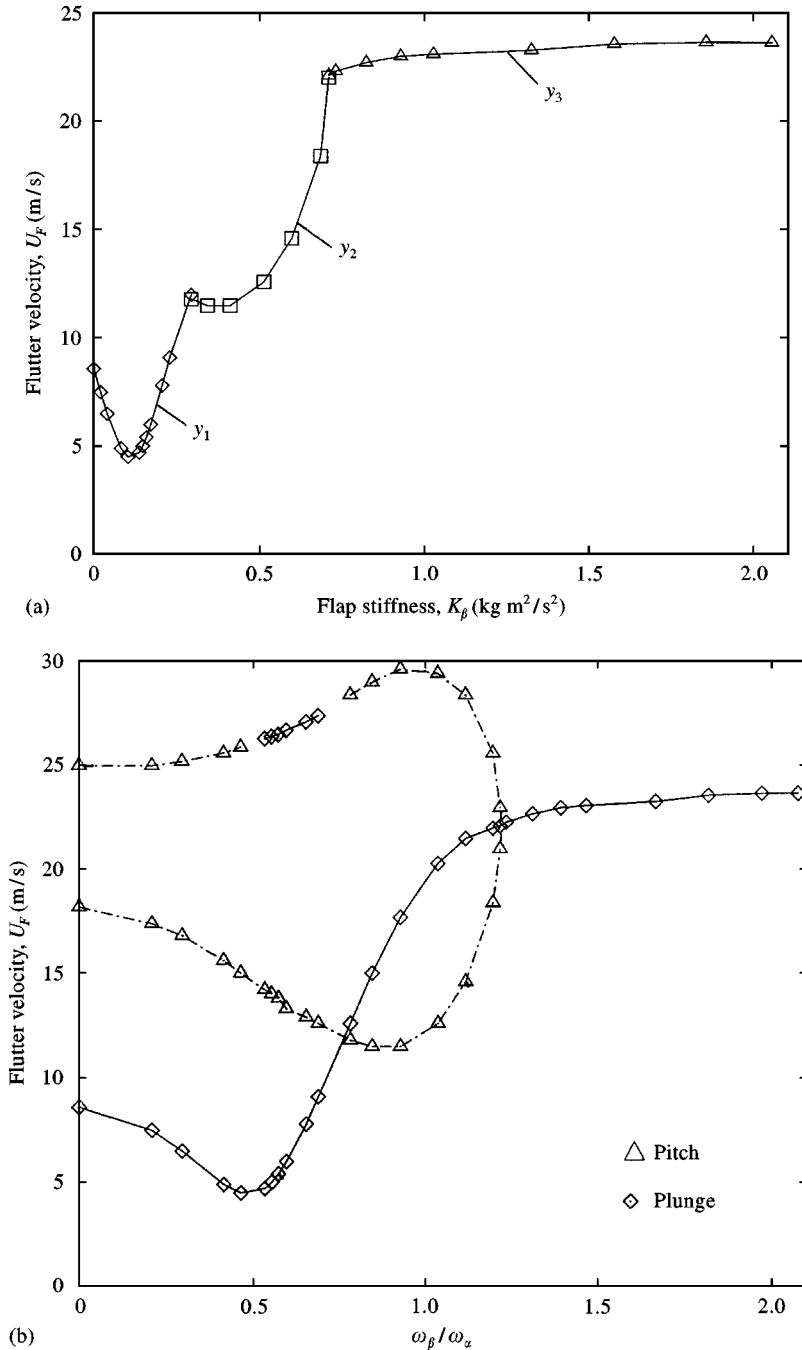 25
20
15
10
5
0
Flutter velocity, U_F (m/s)
y_3
y_2
y_1
0
0.5
1.0
1.5
2.0
(a)
Flap stiffness, K_β (kg m²/s²)
30
25
20
15
10
5
0
Flutter velocity, U_F (m/s)
Pitch
Plunge
0
0.5
1.0
1.5
2.0
(b)
ω_β/ω_α